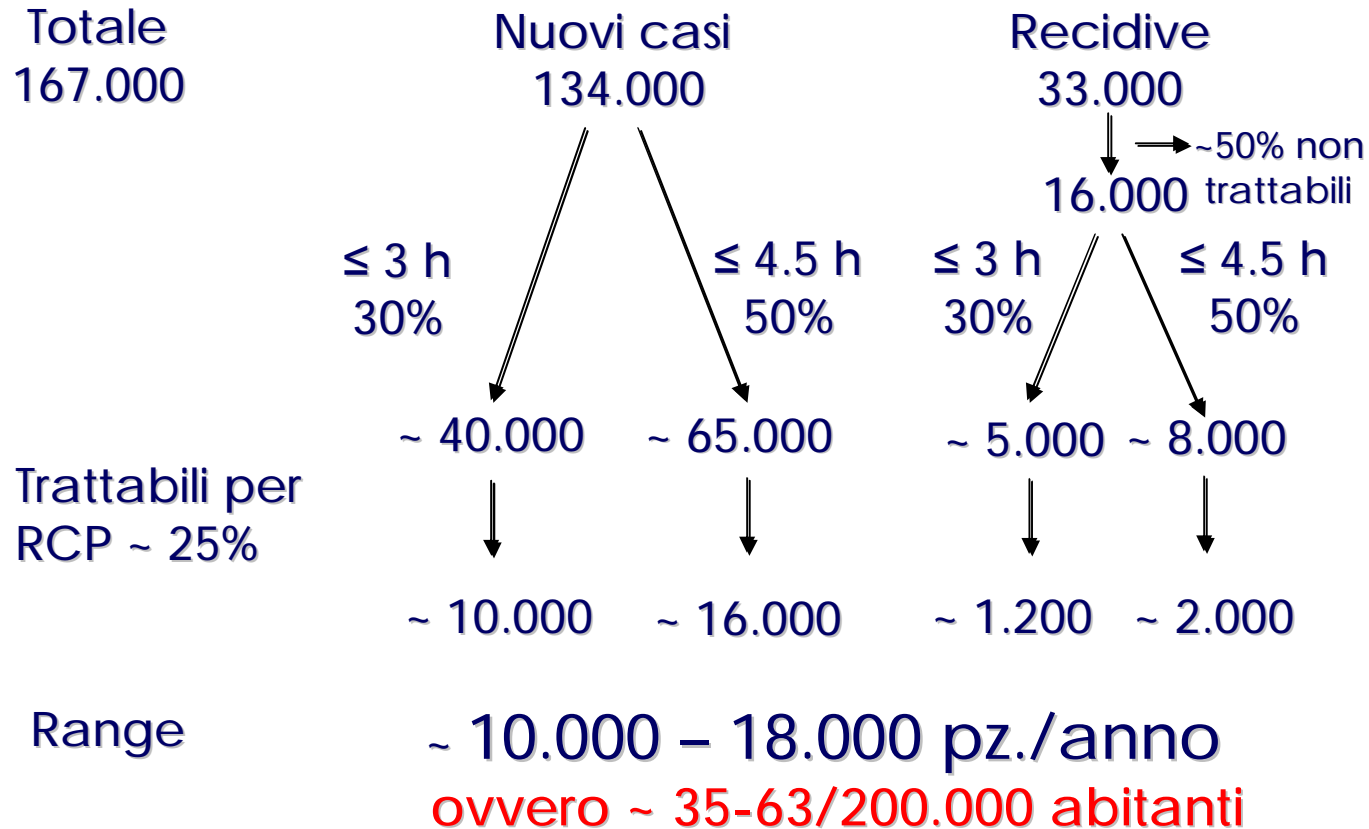 Totale
167.000
Nuovi casi
134.000
Recidive
33.000
~50% non
trattabili
16.000
≤ 3 h
30%
≤ 4.5 h
50%
≤ 3 h
30%
≤ 4.5 h
50%
~ 40.000
~ 65.000
~ 5.000
~ 8.000
Trattabili per
RCP ~ 25%
~ 10.000
~ 16.000
~ 1.200
~ 2.000
Range
~ 10.000 – 18.000 pz./anno
ovvero ~ 35-63/200.000 abitanti